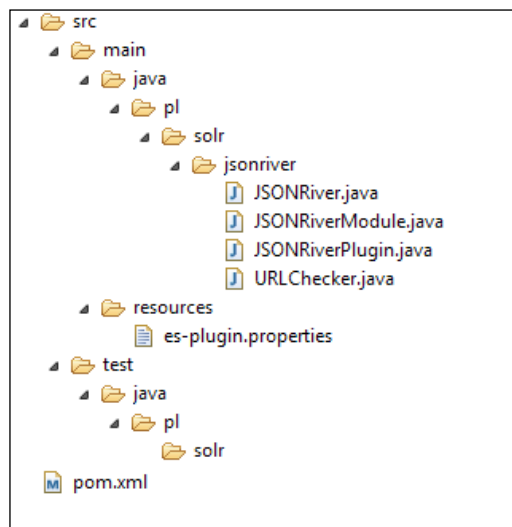 src
main
java
pl
solr
jsonriver
JSONRiver.java
JSONRiverModule.java
JSONRiverPlugin.java
URLChecker.java
resources
es-plugin.properties
test
java
pl
solr
pom.xml